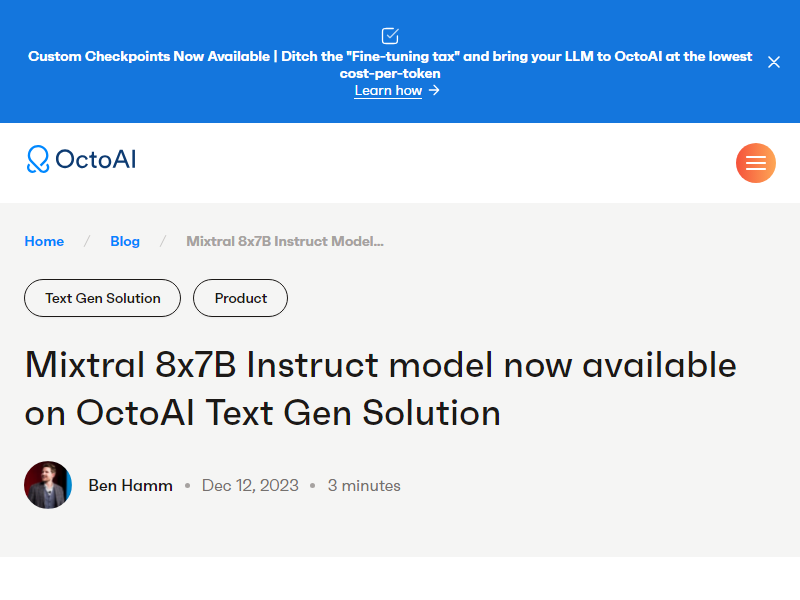 Custom Checkpoints Now Available | Ditch the "Fine-tuning tax" and bring your LLM to OctoAI at the lowest
cost-per-token
Learn how →
OctoAI
Home / Blog / Mixtral 8x7B Instruct Model...
Text Gen Solution Product
Mixtral 8x7B Instruct model now available
on OctoAI Text Gen Solution
Ben Hamm • Dec 12, 2023 • 3 minutes